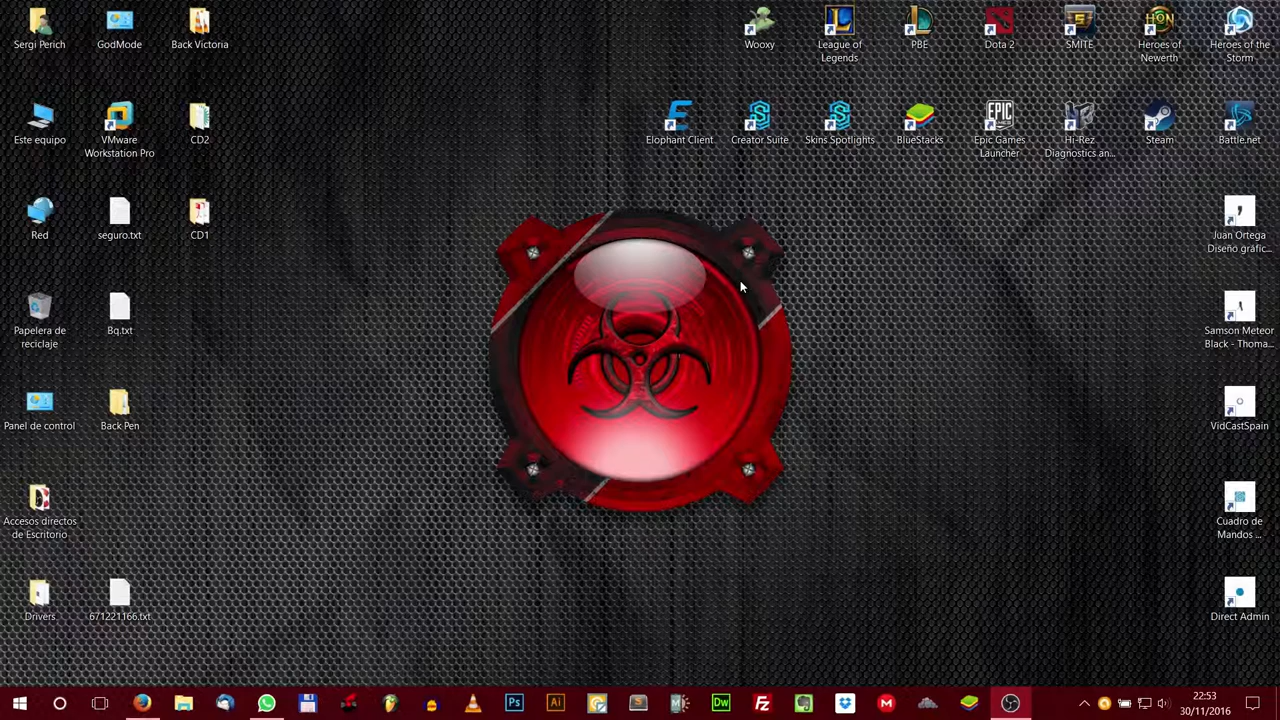 Sergi Perich
GodMode
Back Victoria
Wooxy
League of
Legends
PBE
Dota 2
SMITE
Heroes of
Newerth
Heroes of the
Storm
Este equipo
VMware
Workstation Pro
CD2
Elophant Client
Creator Suite
Skins Spotlights
BlueStacks
Epic Games
Launcher
Hi-Rez
Diagnostics an...
Steam
Battle.net
Red
seguro.txt
CD1
Juan Ortega
Diseño gráfic...
Papelera de
reciclaje
Bq.txt
Samson Meteor
Black - Thoma...
Panel de control
Back Pen
VidCastSpain
Accesos directos
de Escritorio
Cuadro de
Mandos ...
Drivers
671221166.txt
Direct Admin
Ps
Ai
Dw
Fz
22:53
30/11/2016